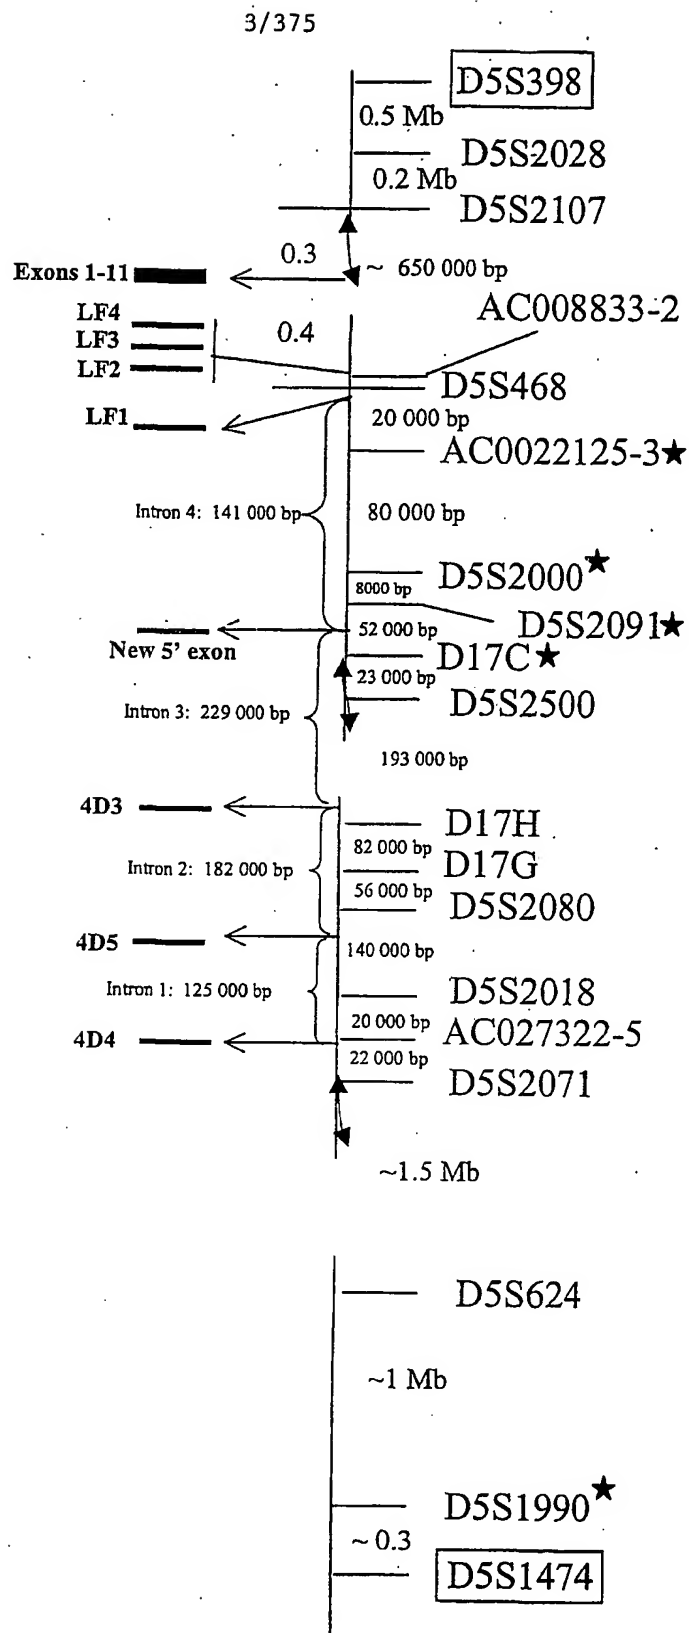 3/375
D5S398
0.5 Mb
D5S2028
0.2 Mb
D5S2107
0.3
~ 650 000 bp
Exons 1-11
AC008833-2
LF4
LF3
LF2
0.4
D5S468
LF1
20 000 bp
AC0022125-3★
Intron 4: 141 000 bp
80 000 bp
D5S2000★
8000 bp
D5S2091★
52 000 bp
New 5' exon
D17C★
23 000 bp
D5S2500
Intron 3: 229 000 bp
193 000 bp
4D3
D17H
82 000 bp
Intron 2: 182 000 bp
D17G
56 000 bp
D5S2080
4D5
140 000 bp
Intron 1: 125 000 bp
D5S2018
20 000 bp
AC027322-5
4D4
22 000 bp
D5S2071
~1.5 Mb
D5S624
~1 Mb
D5S1990★
~ 0.3
D5S1474